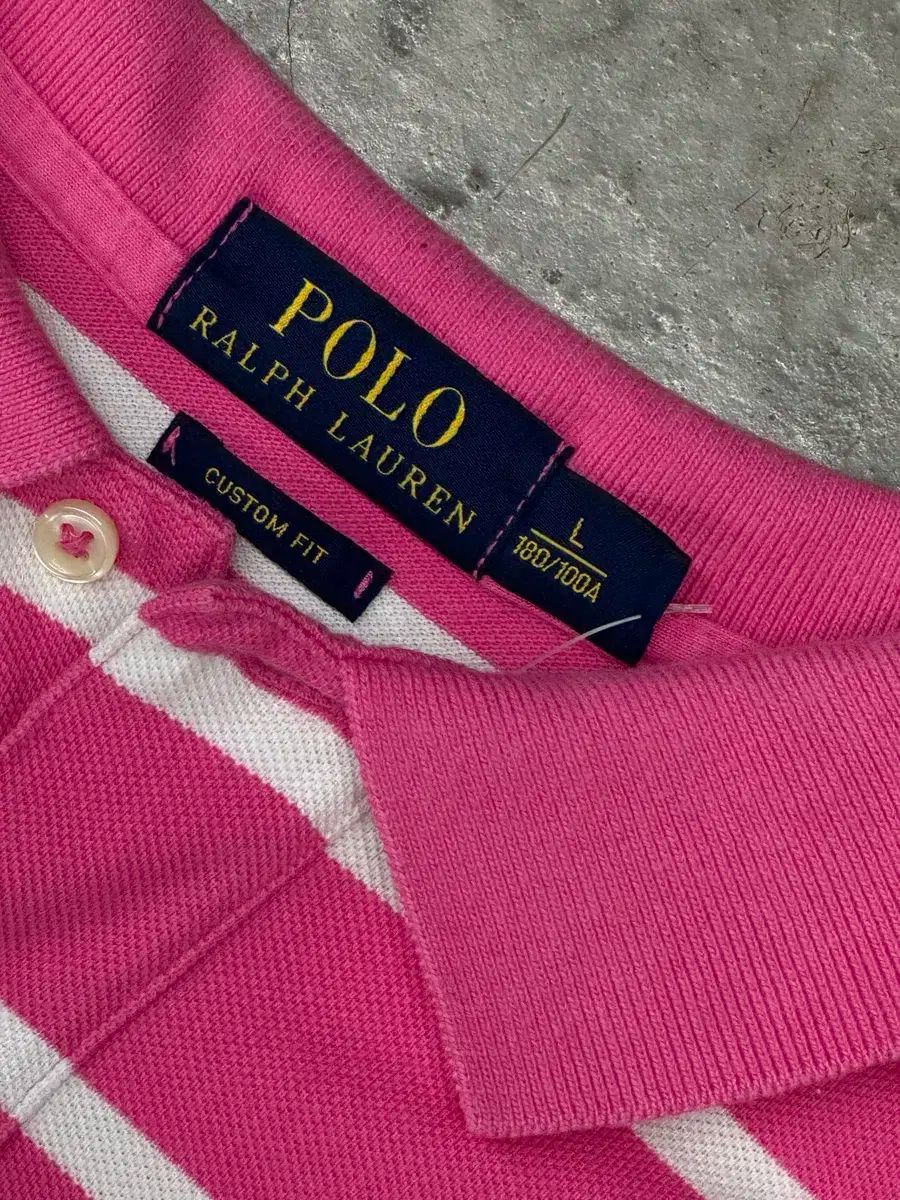 POLO
RALPH LAUREN
CUSTOM FIT
L
180/100A